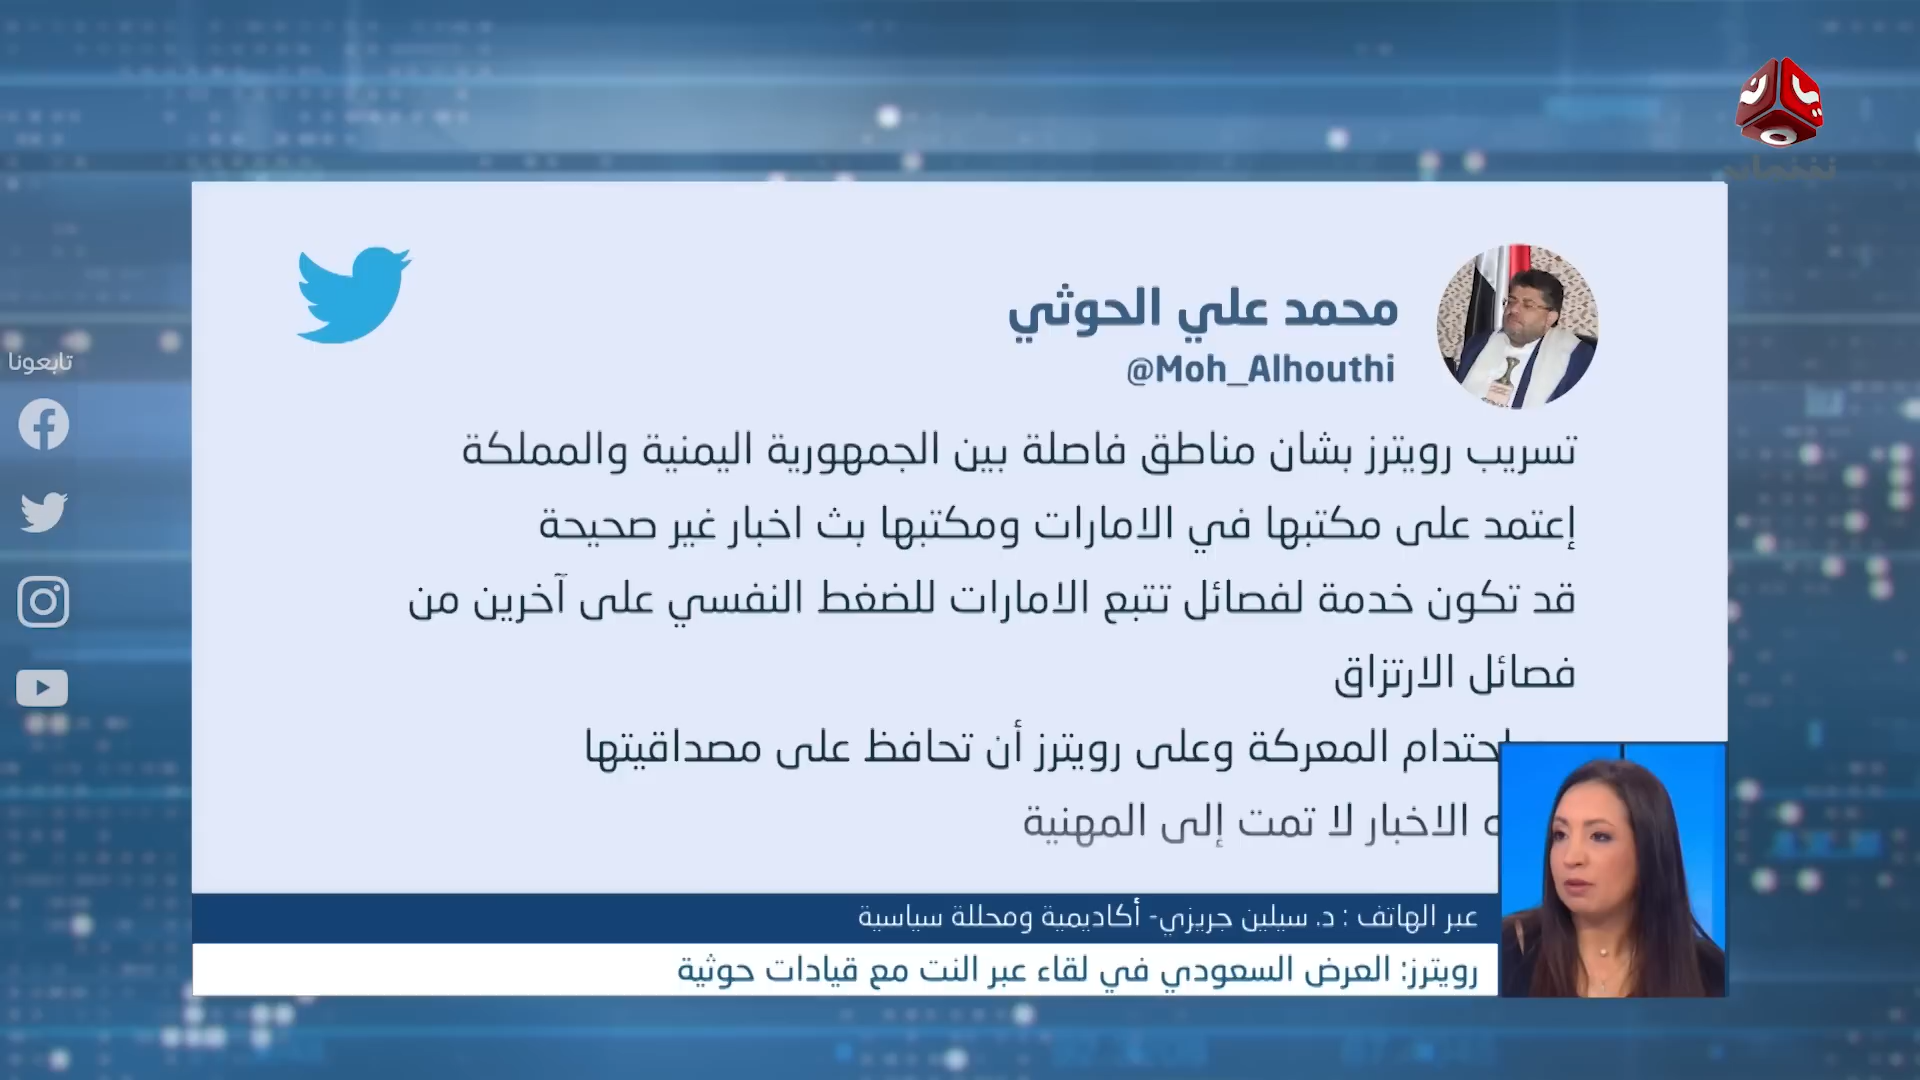 محمد علي الحوثي
@Moh_Alhouthi
تسريب رويترز بشان مناطق فاصلة بين الجمهورية اليمنية والمملكة
إعتمد على مكتبها في الامارات ومكتبها بث اخبار غير صحيحة
قد تكون خدمة لفصائل تتبع الامارات للضغط النفسي على آخرين من
فصائل الارتزاق
احتدام المعركة وعلى رويترز أن تحافظ على مصداقيتها
الاخبار لا تمت إلى المهنية
تابعونا
عبر الهاتف : د. سيلين جريزي- أكاديمية ومحللة سياسية
رويترز: العرض السعودي في لقاء عبر النت مع قيادات حوثية